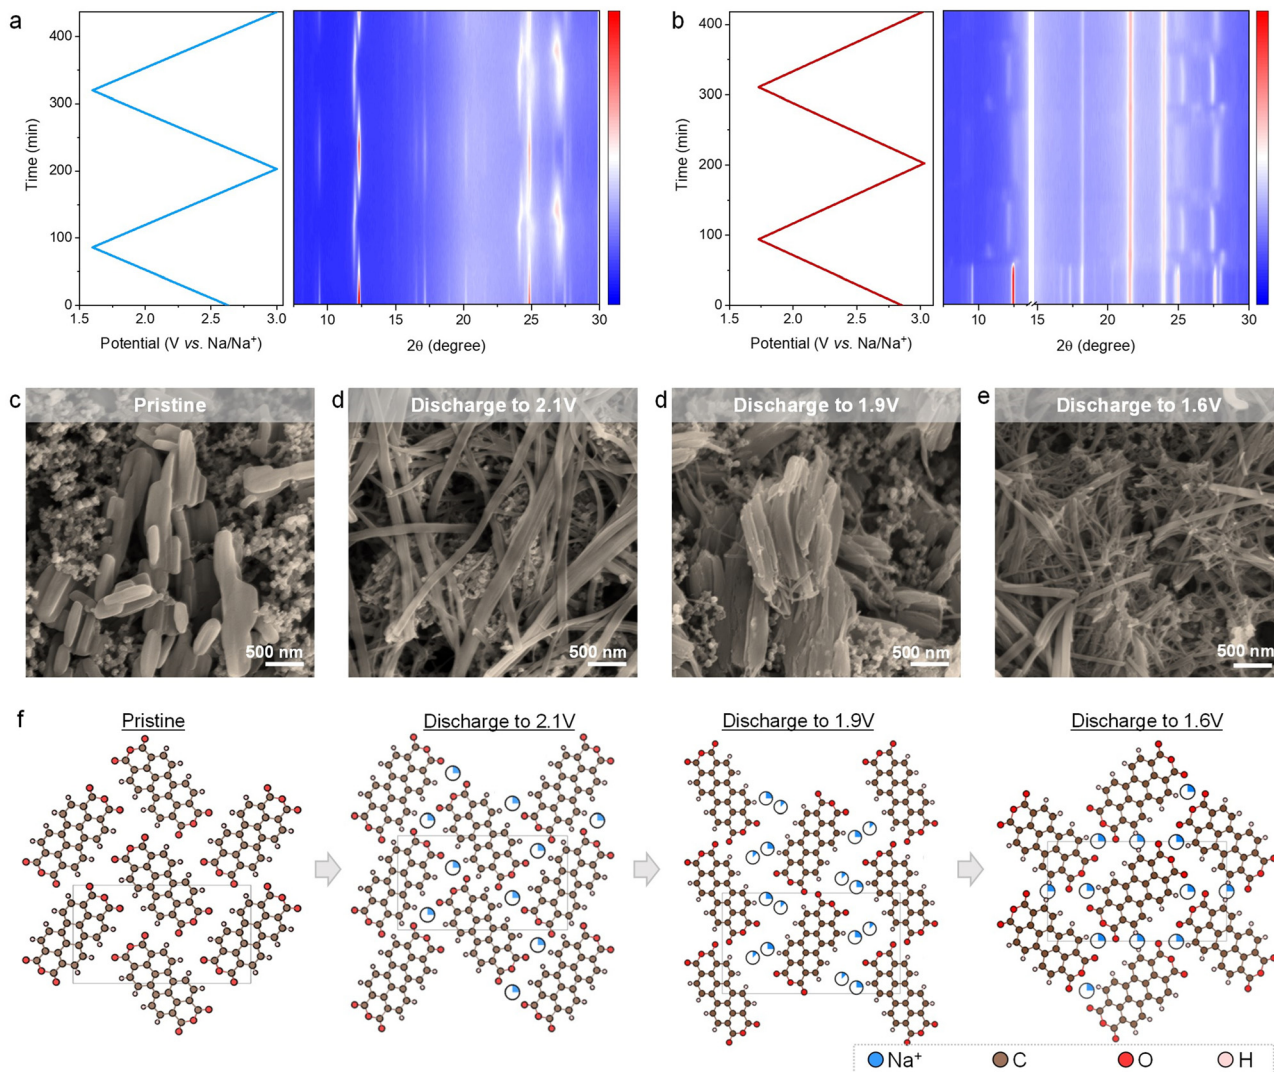 a
b
400
300
200
100
0
Time (min)
1.5
2.0
2.5
3.0
Potential (V vs. Na/Na+)
10
15
20
25
30
2θ (degree)
400
300
200
100
0
Time (min)
1.5
2.0
2.5
3.0
Potential (V vs. Na/Na+)
10
15
20
25
30
2θ (degree)
c
Pristine
500 nm
d
Discharge to 2.1V
500 nm
d
Discharge to 1.9V
500 nm
e
Discharge to 1.6V
500 nm
f
Pristine
Discharge to 2.1V
Discharge to 1.9V
Discharge to 1.6V
Na+
C
O
H